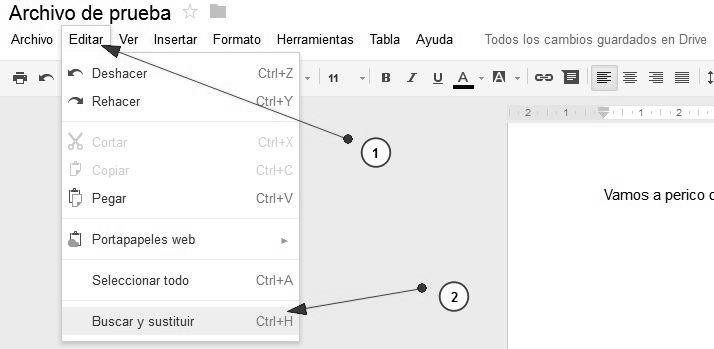 Archivo de prueba
Archivo Editar Ver Insertar Formato Herramientas Tabla Ayuda Todos los cambios guardados en Drive
11 B I U A A
Deshacer Ctrl+Z
Rehacer Ctrl+Y
2 1 1 2
Cortar Ctrl+X
1
Copiar Ctrl+C
Pegar Ctrl+V
Vamos a perico
Portapapeles web
Seleccionar todo Ctrl+A
2
Buscar y sustituir Ctrl+H